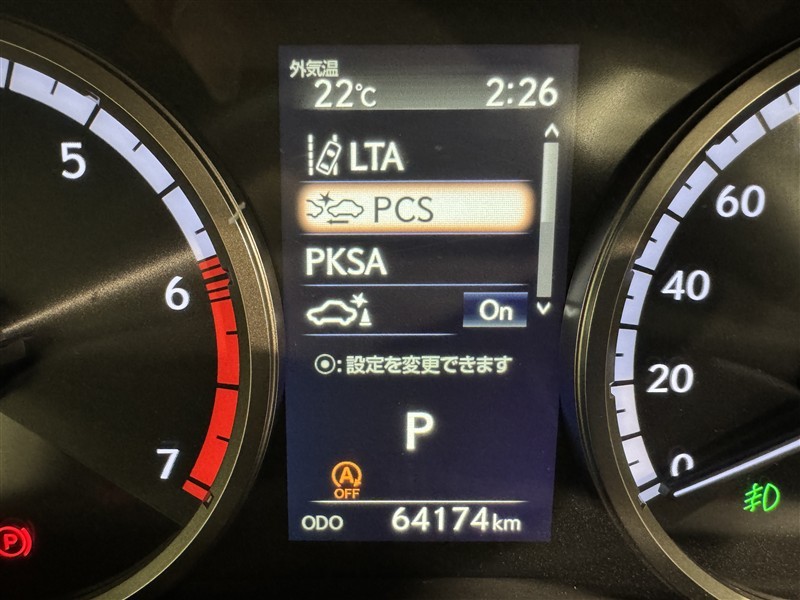 外気温
22℃ 2:26
LTA
PCS
PKSA
On
⦿:設定を変更できます
P
A
OFF
ODO 64174km
5
6
7
P
60
40
20
0